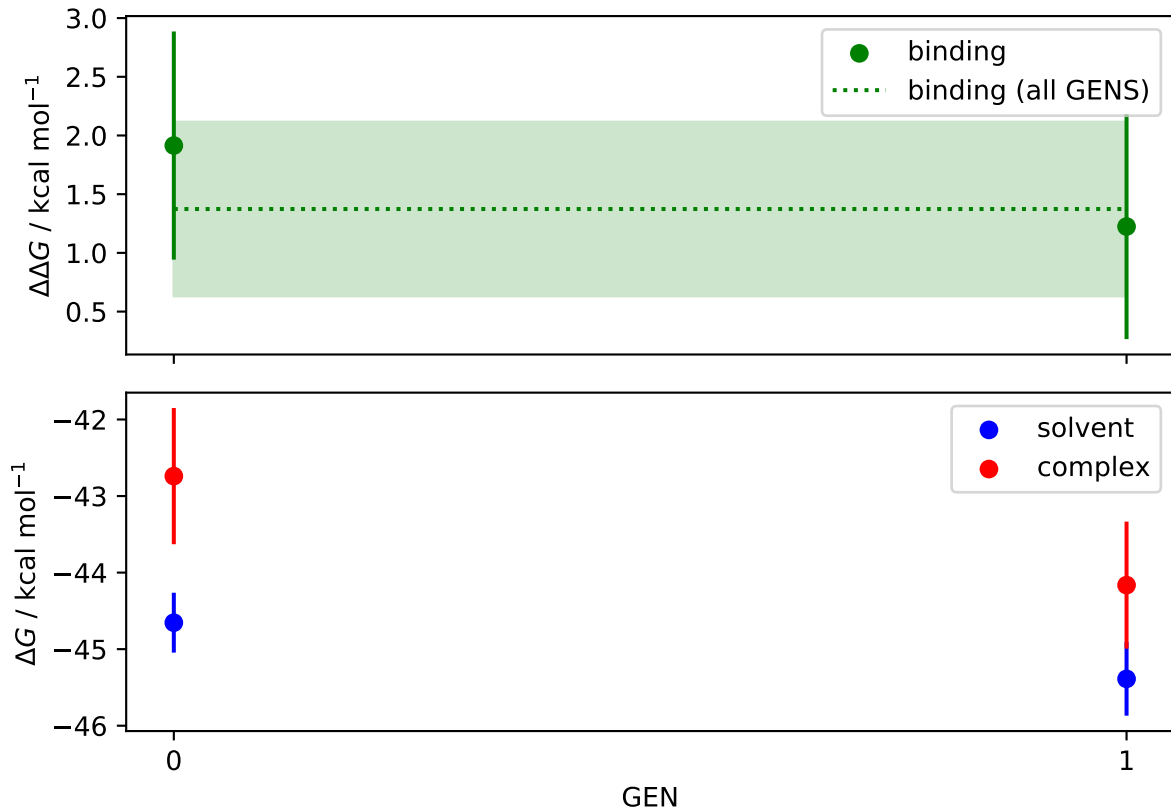 3.0
2.5
2.0
1.5
1.0
0.5
ΔΔG / kcal mol⁻¹
binding
binding (all GENS)
−42
−43
−44
−45
−46
ΔG / kcal mol⁻¹
solvent
complex
0
1
GEN